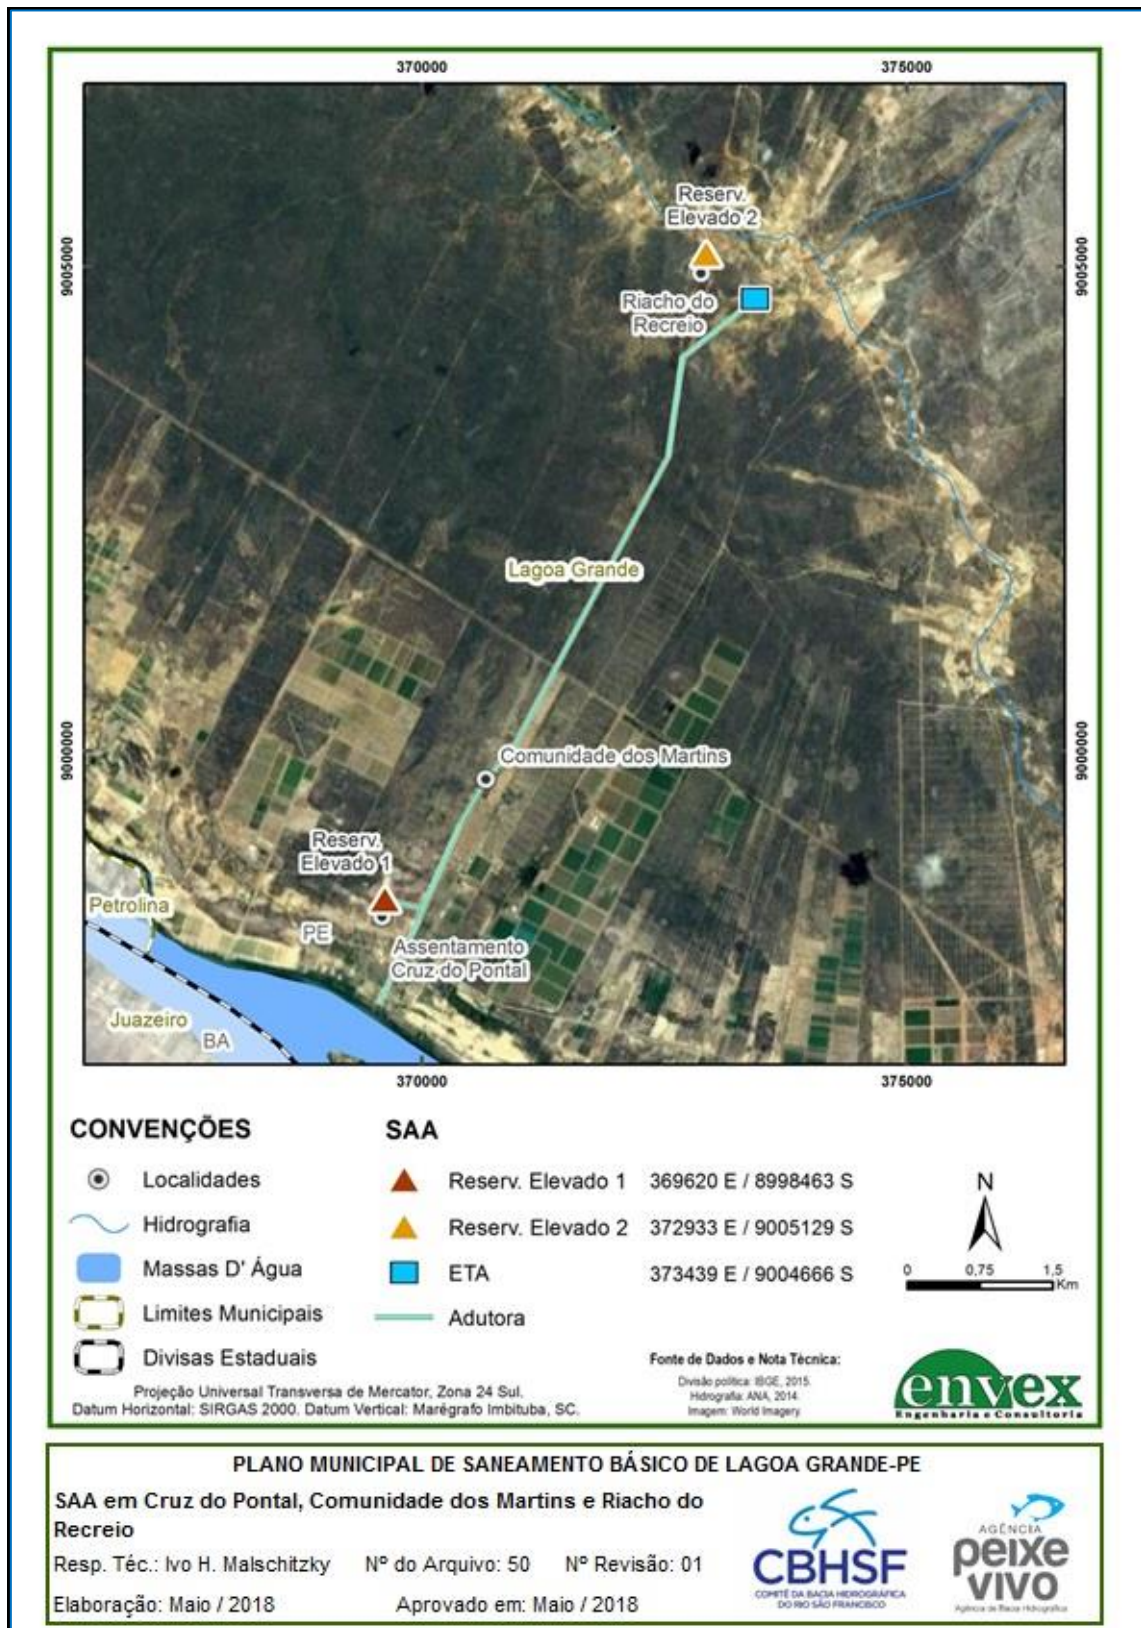 370000
375000
9005000
9005000
Reserv.
Elevado 2
Riacho do
Recreio
Lagoa Grande
9000000
9000000
Comunidade dos Martins
Reserv.
Elevado 1
Petrolina
PE
Assentamento
Cruz do Pontal
Juazeiro
BA
370000
375000
CONVENÇÕES
Localidades
Hidrografia
Massas D' Água
Limites Municipais
Divisas Estaduais
SAA
Reserv. Elevado 1 369620 E / 8998463 S
Reserv. Elevado 2 372933 E / 9005129 S
ETA 373439 E / 9004666 S
Adutora
N
0 0,75 1,5
Km
Projeção Universal Transversa de Mercator, Zona 24 Sul.
Datum Horizontal: SIRGAS 2000. Datum Vertical: Marégrafo Imbituba, SC.
Fonte de Dados e Nota Técnica:
Divisão política: IBGE, 2015.
Hidrografia: ANA, 2014.
Imagem: World Imagery
envex
Engenharia e Consultoria
PLANO MUNICIPAL DE SANEAMENTO BÁSICO DE LAGOA GRANDE-PE
SAA em Cruz do Pontal, Comunidade dos Martins e Riacho do
Recreio
Resp. Téc.: Ivo H. Malschitzky Nº do Arquivo: 50 Nº Revisão: 01
Elaboração: Maio / 2018 Aprovado em: Maio / 2018
CBHSF
COMITÊ DA BACIA HIDROGRÁFICA
DO RIO SÃO FRANCISCO
AGÊNCIA
peixe
vivo
Agência de Bacia Hidrográfica